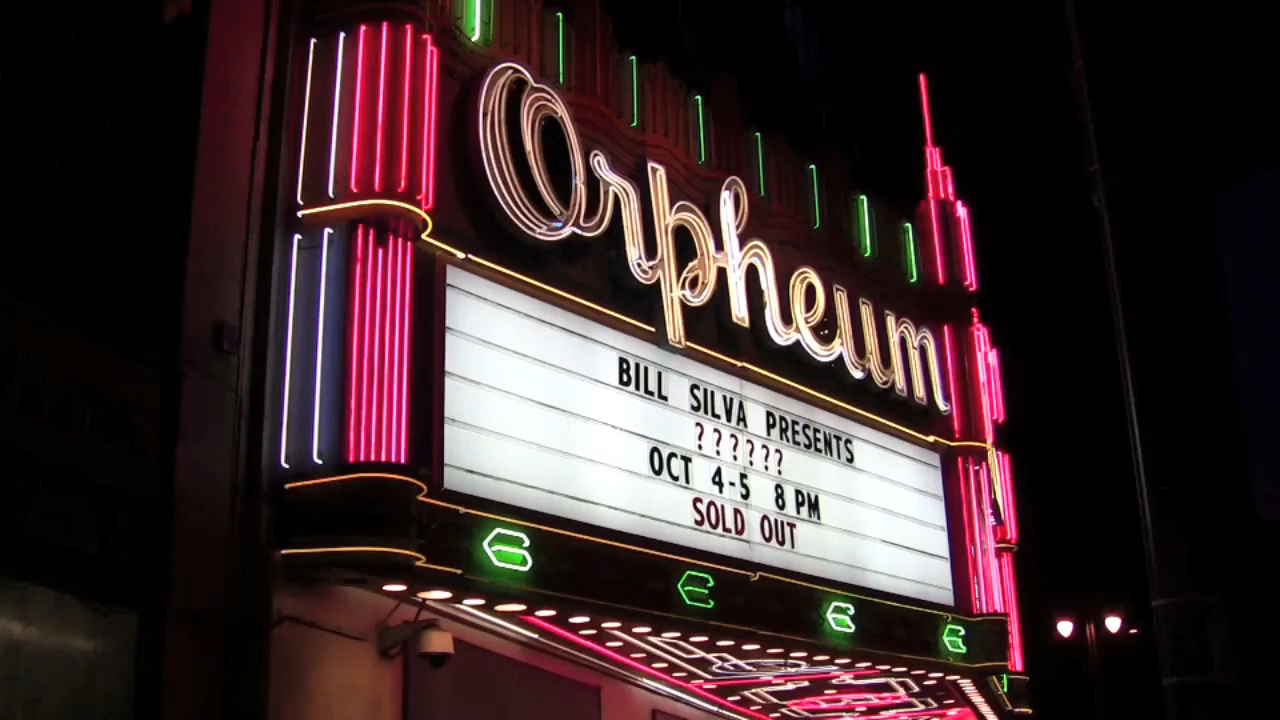 Orpheum
BILL SILVA PRESENTS
??????
OCT 4-5 8 PM
SOLD OUT